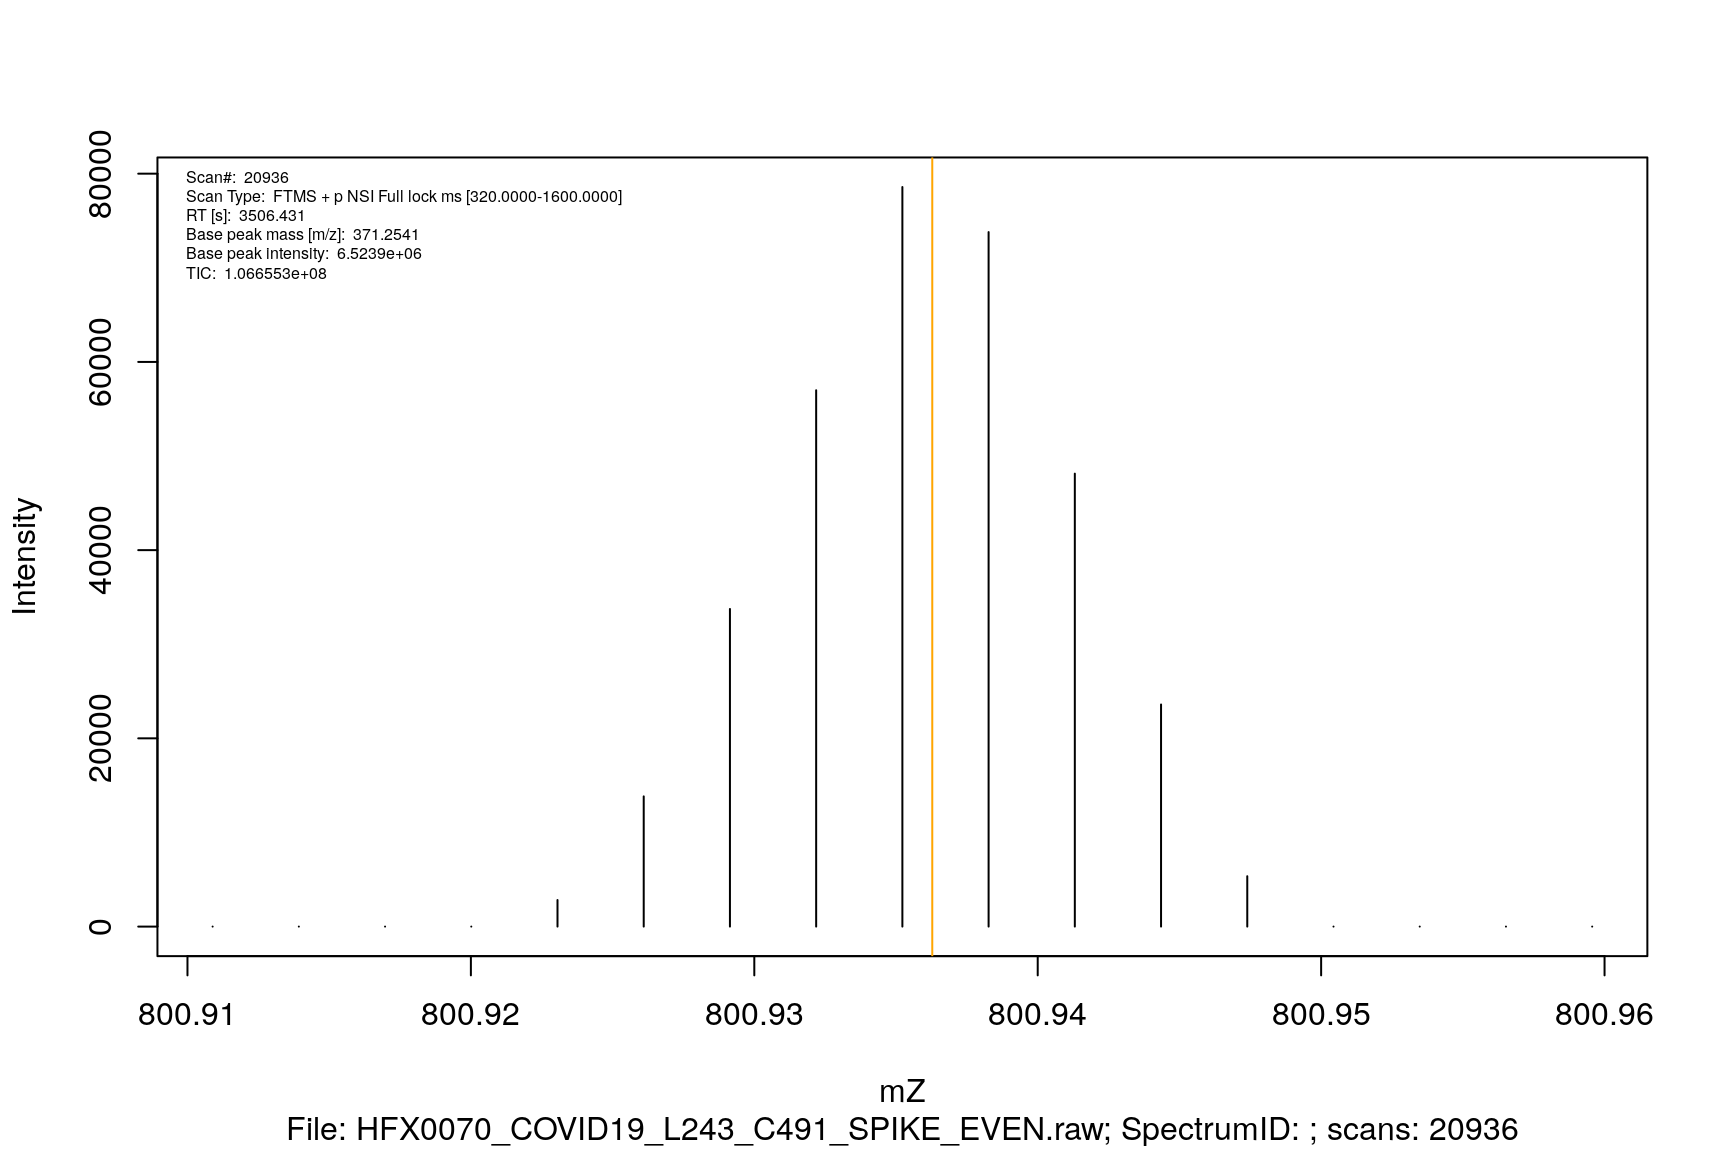 Scan#: 20936
Scan Type: FTMS + p NSI Full lock ms [320.0000-1600.0000]
RT [s]: 3506.431
Base peak mass [m/z]: 371.2541
Base peak intensity: 6.5239e+06
TIC: 1.066553e+08
80000
60000
40000
20000
0
Intensity
800.91 800.92 800.93 800.94 800.95 800.96
mZ
File: HFX0070_COVID19_L243_C491_SPIKE_EVEN.raw; SpectrumID: ; scans: 20936